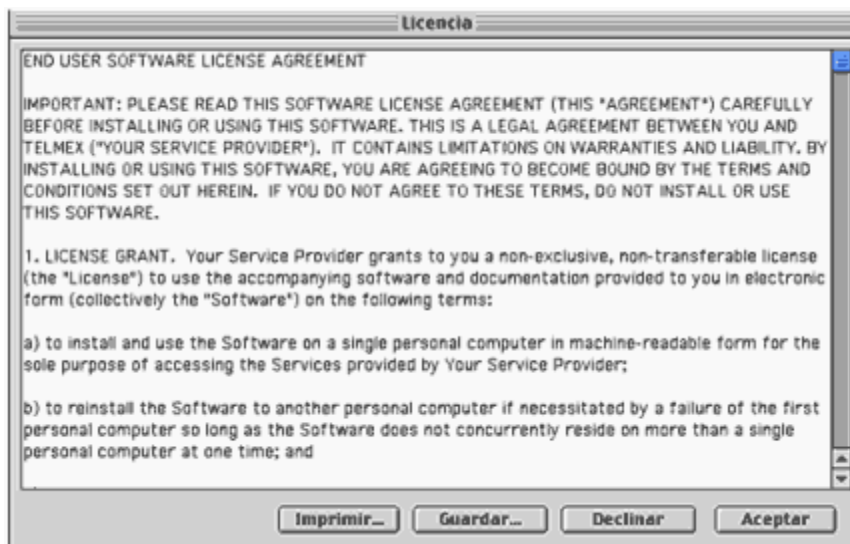 Licencia
END USER SOFTWARE LICENSE AGREEMENT
IMPORTANT: PLEASE READ THIS SOFTWARE LICENSE AGREEMENT (THIS "AGREEMENT") CAREFULLY
BEFORE INSTALLING OR USING THIS SOFTWARE. THIS IS A LEGAL AGREEMENT BETWEEN YOU AND
TELMEX ("YOUR SERVICE PROVIDER").  IT CONTAINS LIMITATIONS ON WARRANTIES AND LIABILITY. BY
INSTALLING OR USING THIS SOFTWARE, YOU ARE AGREEING TO BECOME BOUND BY THE TERMS AND
CONDITIONS SET OUT HEREIN.  IF YOU DO NOT AGREE TO THESE TERMS, DO NOT INSTALL OR USE
THIS SOFTWARE.
1. LICENSE GRANT.  Your Service Provider grants to you a non-exclusive, non-transferable license
(the "License") to use the accompanying software and documentation provided to you in electronic
form (collectively the "Software") on the following terms:
a) to install and use the Software on a single personal computer in machine-readable form for the
sole purpose of accessing the Services provided by Your Service Provider;
b) to reinstall the Software to another personal computer if necessitated by a failure of the first
personal computer so long as the Software does not concurrently reside on more than a single
personal computer at one time; and
Imprimir... Guardar... Declinar Aceptar